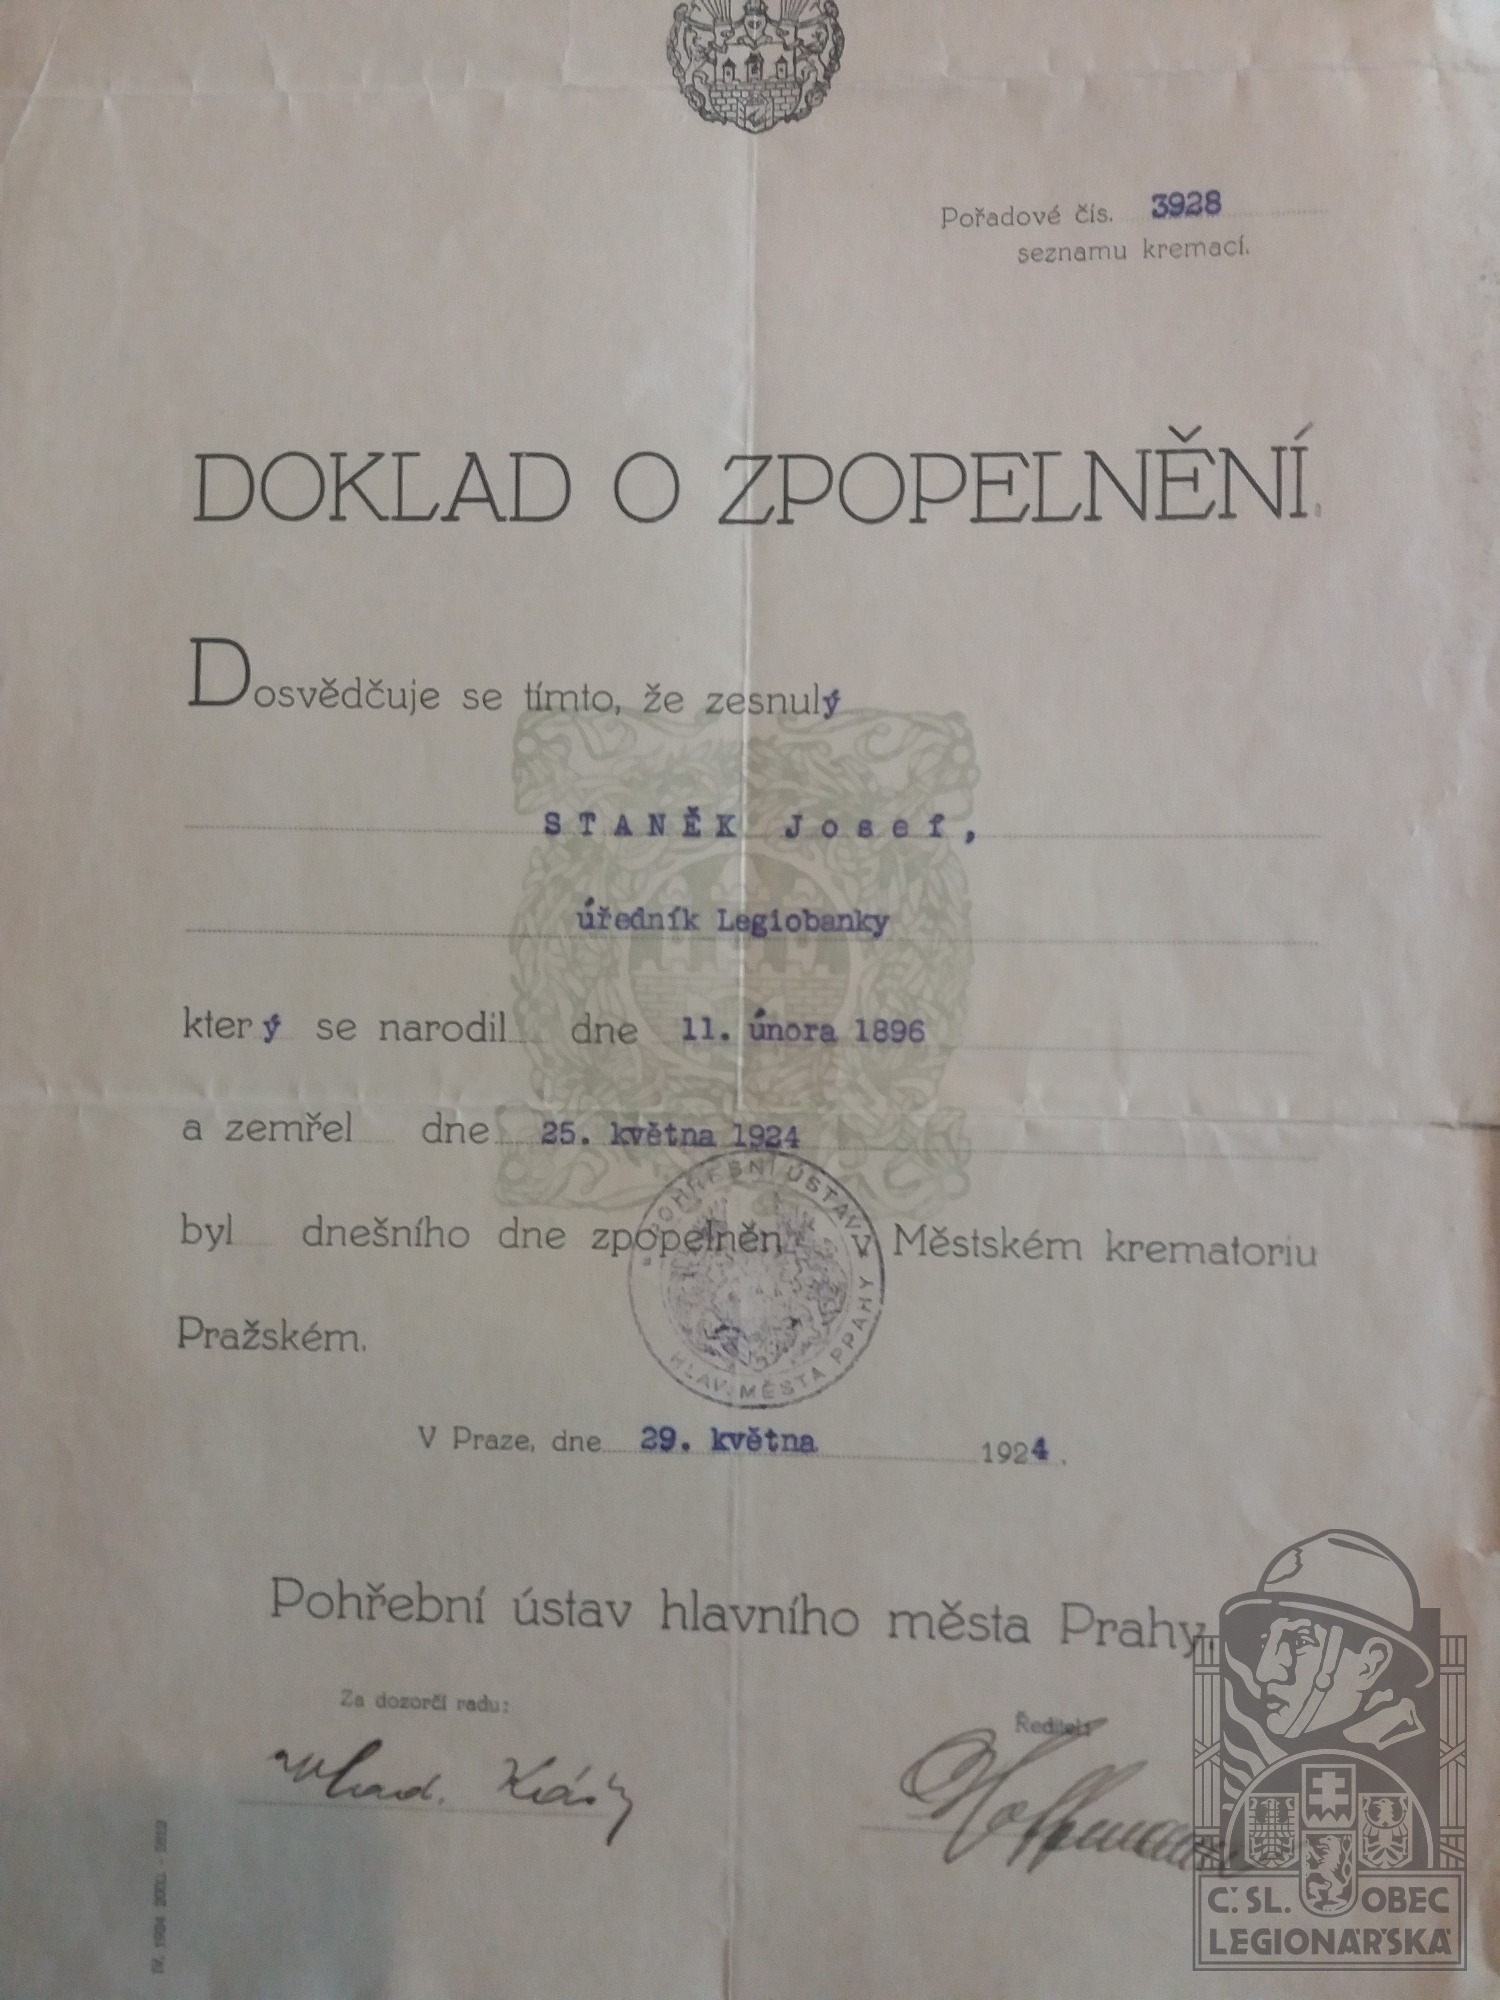 Pořadové čís. 3928
seznamu kremací.
DOKLAD O ZPOPELNĚNÍ.
Dosvědčuje se tímto, že zesnulý
STANĚK Josef,
úředník Legiobanky
který se narodil dne 11. února 1896
a zemřel dne 25. května 1924
byl dnešního dne zpopelněn v Městském krematoriu
Pražském.
POHŘEBNÍ ÚSTAV
HLAV. MĚSTA PRAHY
V Praze, dne 29. května 1924.
Pohřební ústav hlavního města Prahy.
Za dozorčí radu:
Ředitel:
Hoffmann
Č. SL. OBEC
LEGIONÁŘSKÁ